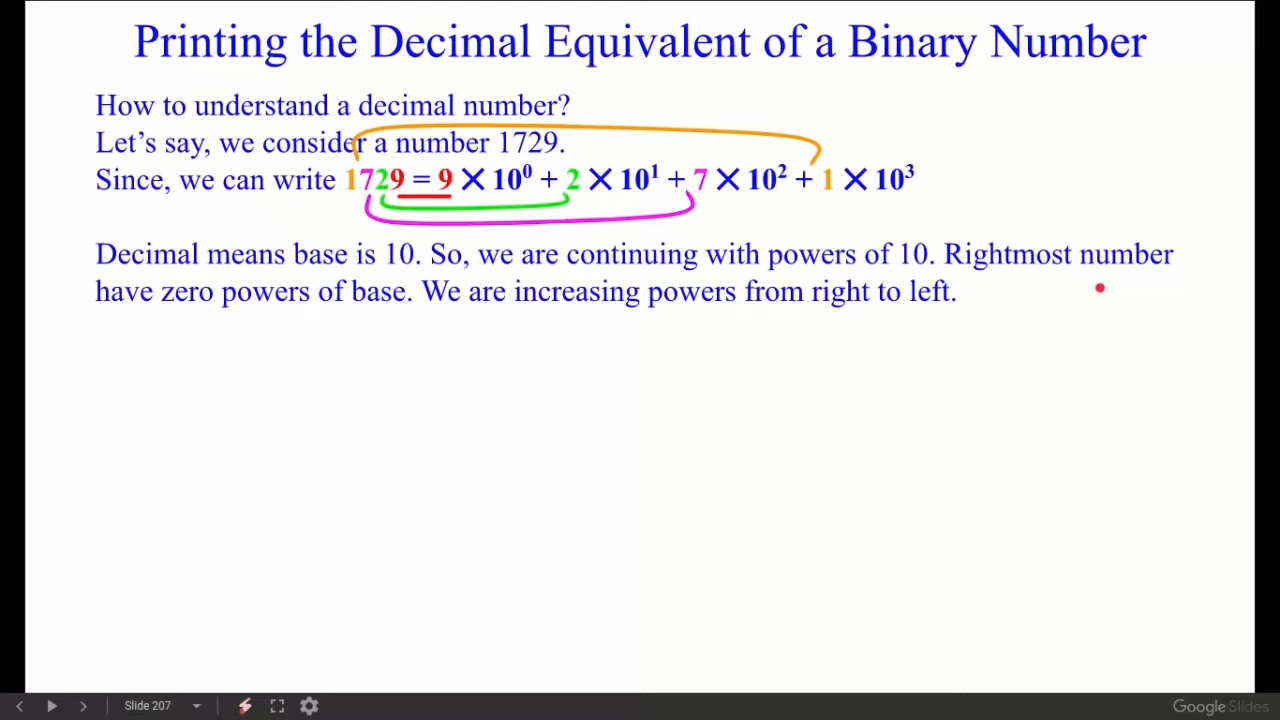 Printing the Decimal Equivalent of a Binary Number
How to understand a decimal number?
Let’s say, we consider a number 1729.
Since, we can write 1729 = 9 ✕ 10⁰ + 2 ✕ 10¹ + 7 ✕ 10² + 1 ✕ 10³
Decimal means base is 10. So, we are continuing with powers of 10. Rightmost number
have zero powers of base. We are increasing powers from right to left.
Slide 207
Google Slides